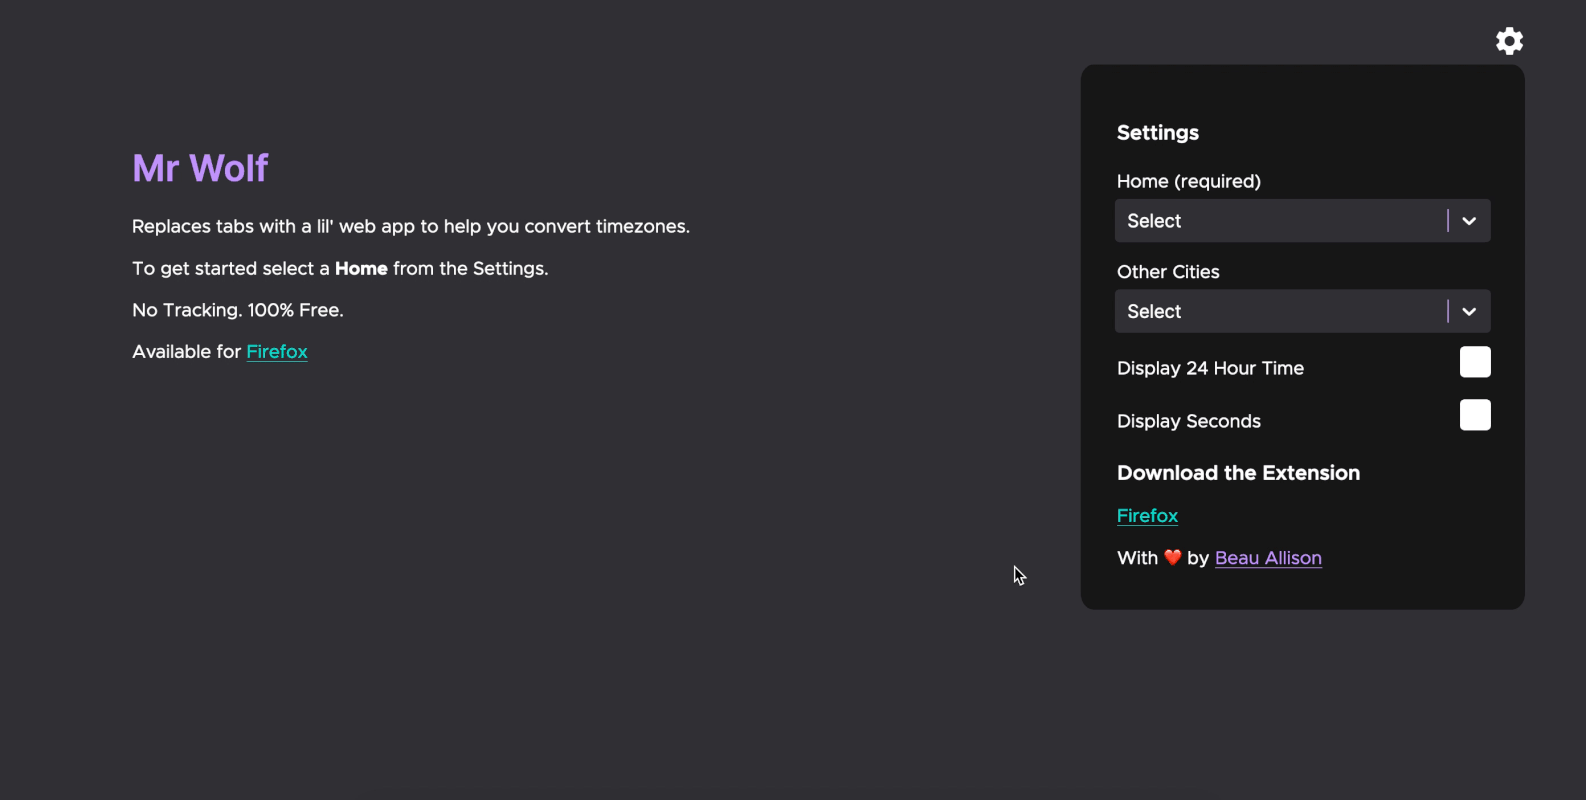 Mr Wolf
Replaces tabs with a lil' web app to help you convert timezones.
To get started select a Home from the Settings.
No Tracking. 100% Free.
Available for Firefox
Settings
Home (required)
Select
Other Cities
Select
Display 24 Hour Time
Display Seconds
Download the Extension
Firefox
With ❤️ by Beau Allison